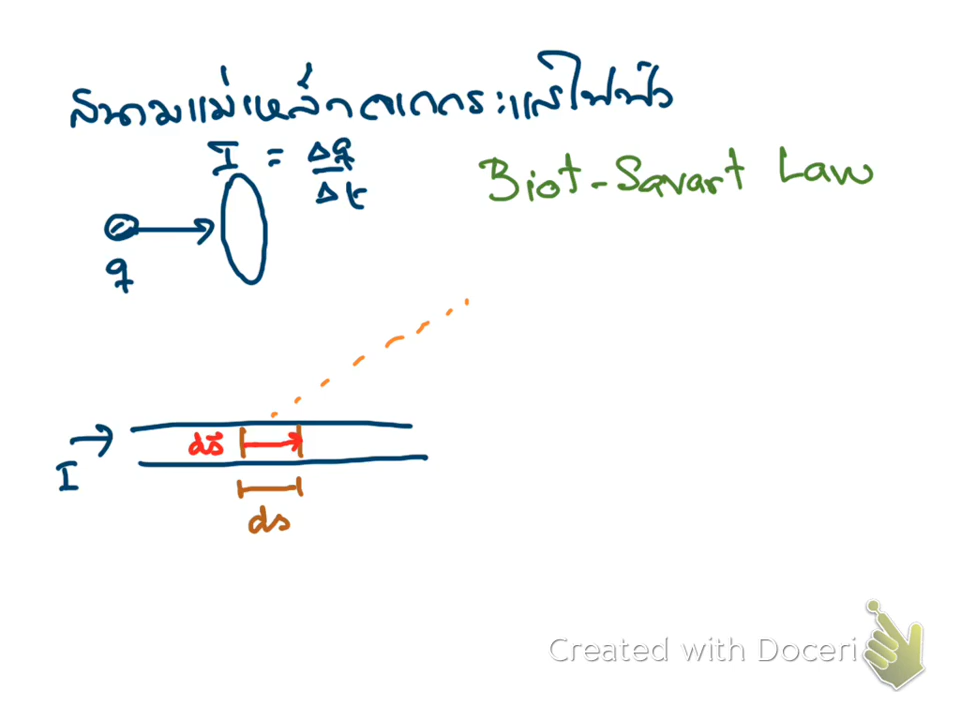 สนามแม่เหล็กจากกระแสไฟฟ้า
I = Δq/Δt
Biot-Savart Law
q
ds⃗
I
ds
Created with Doceri